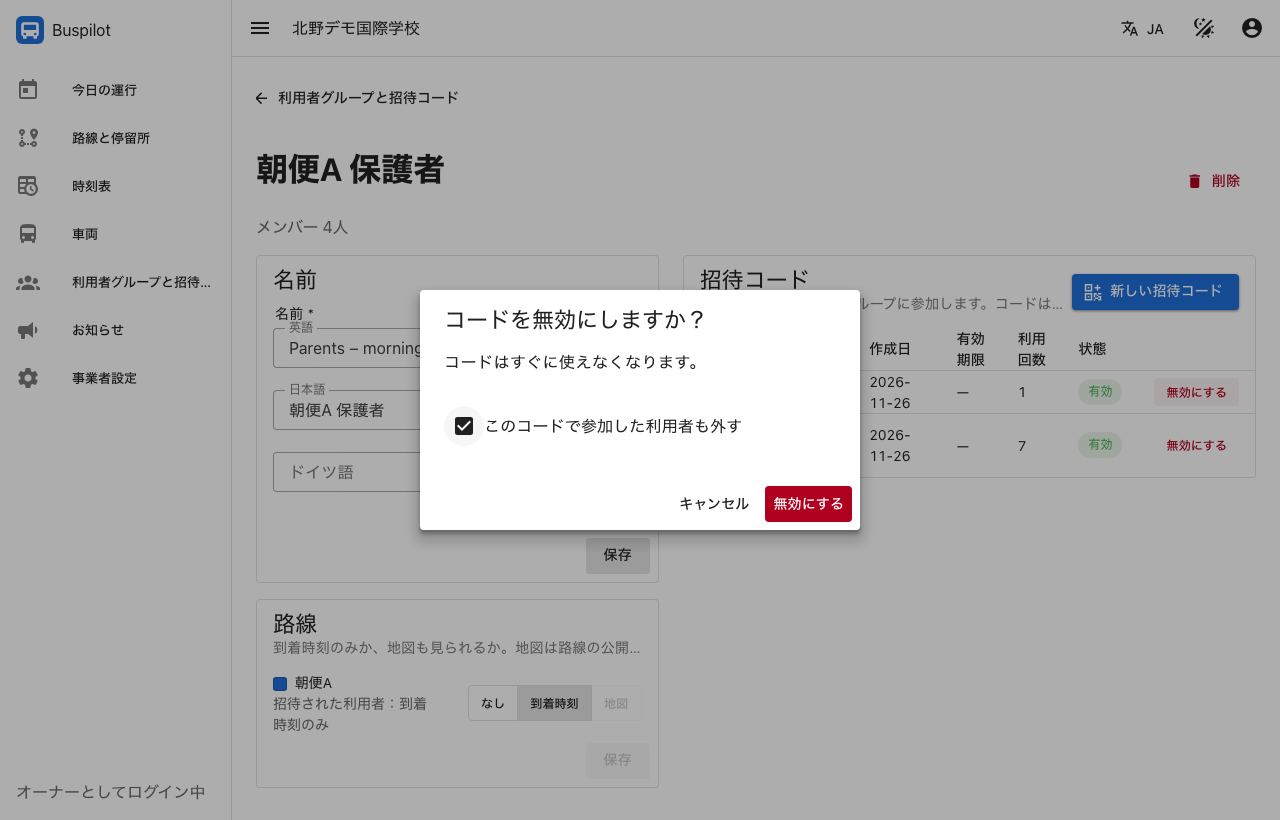 Buspilot
北野デモ国際学校
JA
今日の運行
路線と停留所
時刻表
車両
利用者グループと招待...
お知らせ
事業者設定
オーナーとしてログイン中
利用者グループと招待コード
朝便A 保護者
削除
メンバー 4人
名前
名前 *
英語
Parents – morning
日本語
朝便A 保護者
ドイツ語
保存
招待コード
ループに参加します。コードは...
新しい招待コード
作成日
有効
期限
利用
回数
状態
2026-
11-26
—
1
有効
無効にする
2026-
11-26
—
7
有効
無効にする
コードを無効にしますか？
コードはすぐに使えなくなります。
このコードで参加した利用者も外す
キャンセル
無効にする
路線
到着時刻のみか、地図も見られるか。地図は路線の公開...
朝便A
招待された利用者：到着
時刻のみ
なし
到着時刻
地図
保存